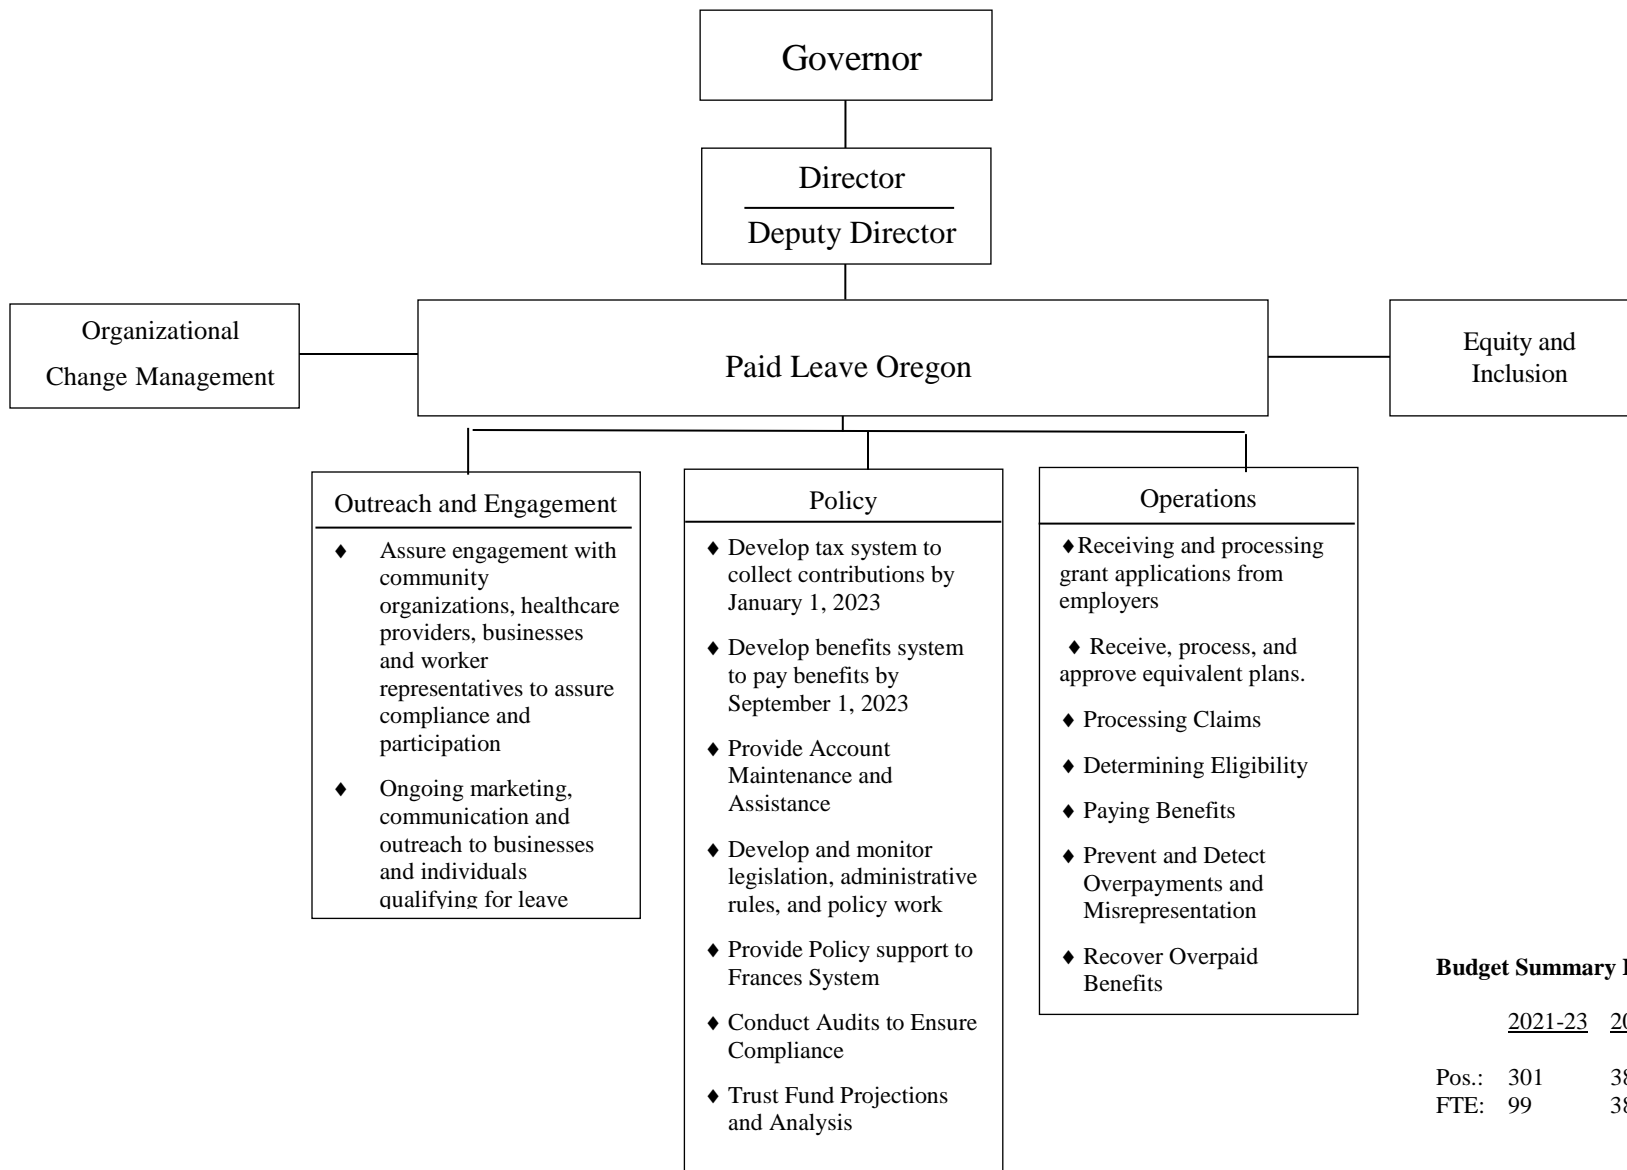 Governor
Director
Deputy Director
Organizational
Change Management
Paid Leave Oregon
Equity and
Inclusion
Outreach and Engagement
♦ Assure engagement with
community
organizations, healthcare
providers, businesses
and worker
representatives to assure
compliance and
participation
♦ Ongoing marketing,
communication and
outreach to businesses
and individuals
qualifying for leave
Policy
♦ Develop tax system to
collect contributions by
January 1, 2023
♦ Develop benefits system
to pay benefits by
September 1, 2023
♦ Provide Account
Maintenance and
Assistance
♦ Develop and monitor
legislation, administrative
rules, and policy work
♦ Provide Policy support to
Frances System
♦ Conduct Audits to Ensure
Compliance
♦ Trust Fund Projections
and Analysis
Operations
♦Receiving and processing
grant applications from
employers
♦ Receive, process, and
approve equivalent plans.
♦ Processing Claims
♦ Determining Eligibility
♦ Paying Benefits
♦ Prevent and Detect
Overpayments and
Misrepresentation
♦ Recover Overpaid
Benefits
Budget Summary
2021-23
Pos.: 301
FTE: 99